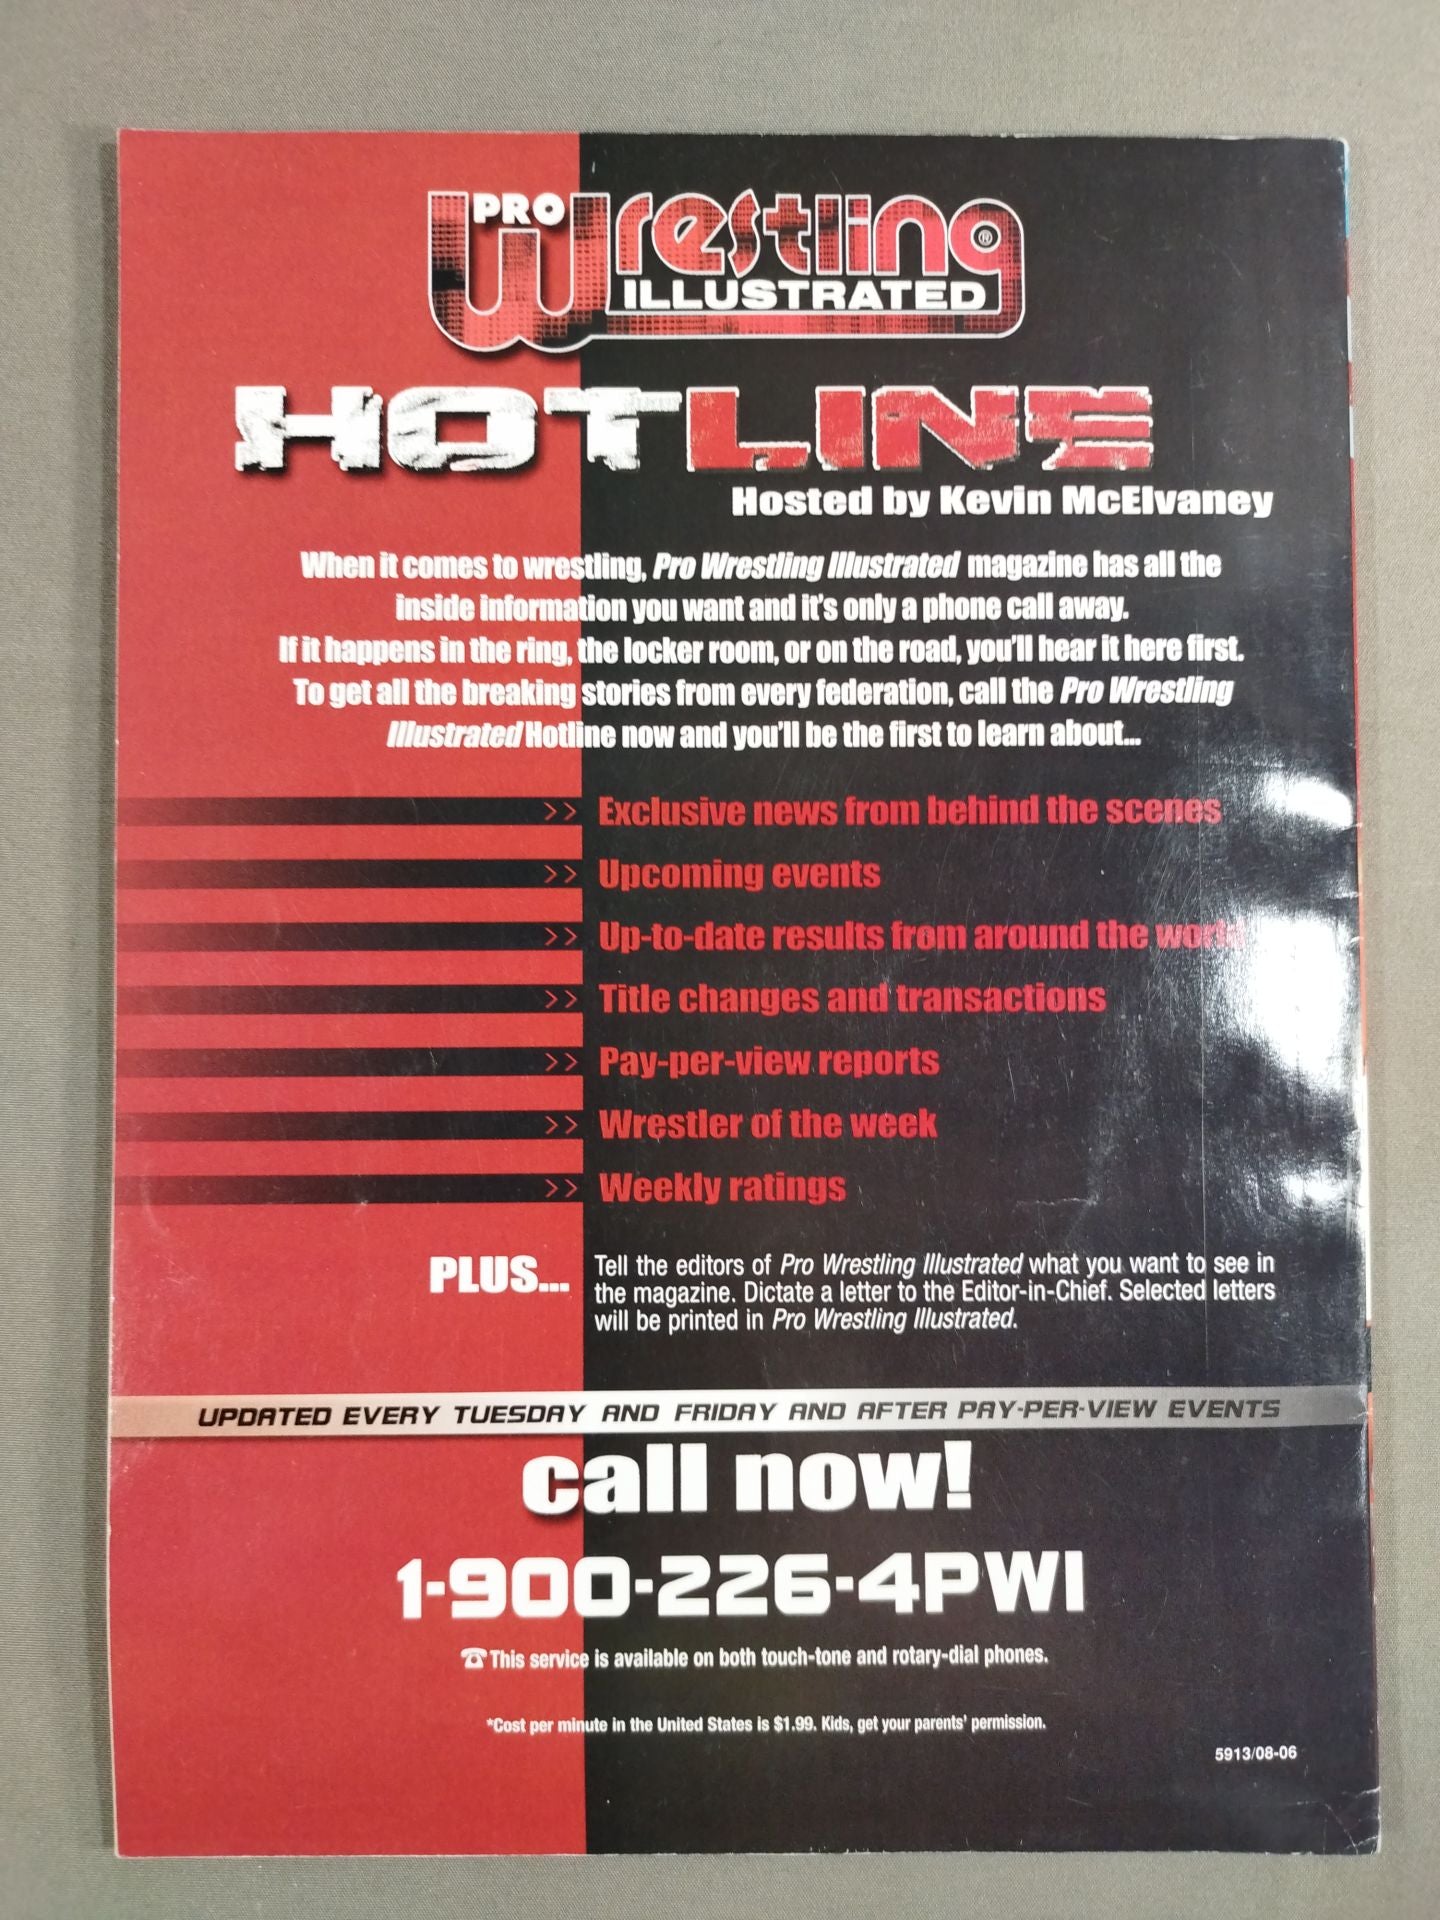 PRO Wrestling ®
ILLUSTRATED
HOTLINE
Hosted by Kevin McElvaney
When it comes to wrestling, Pro Wrestling Illustrated magazine has all the
inside information you want and it's only a phone call away.
If it happens in the ring, the locker room, or on the road, you'll hear it here first.
To get all the breaking stories from every federation, call the Pro Wrestling
Illustrated Hotline now and you'll be the first to learn about...
>> Exclusive news from behind the scenes
>> Upcoming events
>> Up-to-date results from around the world
>> Title changes and transactions
>> Pay-per-view reports
>> Wrestler of the week
>> Weekly ratings
PLUS... Tell the editors of Pro Wrestling Illustrated what you want to see in
the magazine. Dictate a letter to the Editor-in-Chief. Selected letters
will be printed in Pro Wrestling Illustrated.
UPDATED EVERY TUESDAY AND FRIDAY AND AFTER PAY-PER-VIEW EVENTS
call now!
1-900-226-4PWI
☎ This service is available on both touch-tone and rotary-dial phones.
*Cost per minute in the United States is $1.99. Kids, get your parents' permission.
5913/08-06